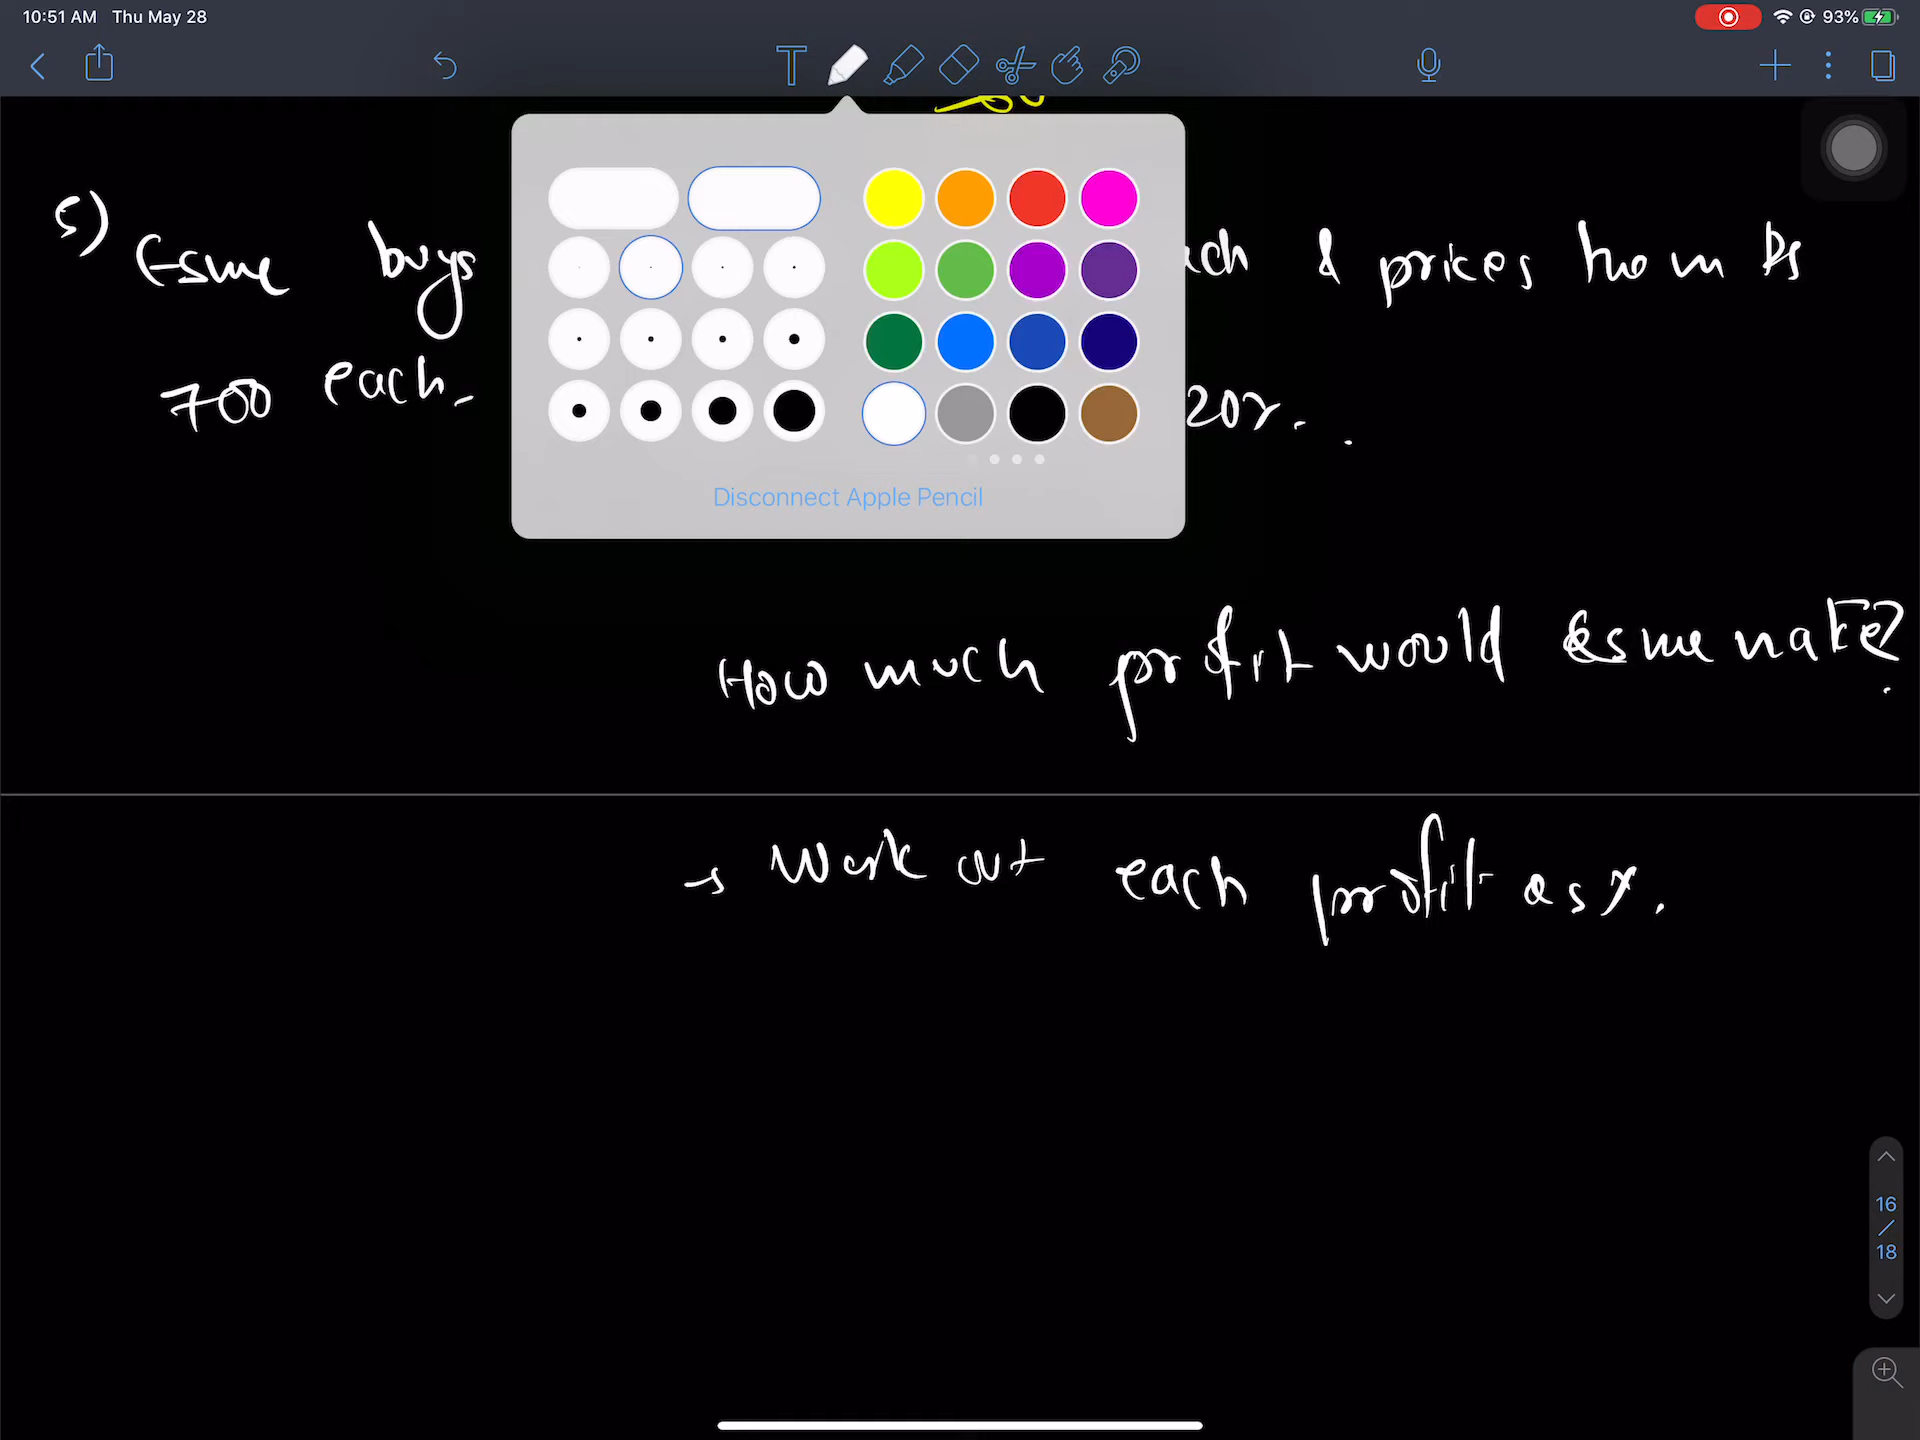 10:51 AM Thu May 28
93%
5) Esme buys ach & prices them Rs
700 each. 20%.
Disconnect Apple Pencil
How much profit would Esme make?
→ Work out each profit as %.
16
/
18